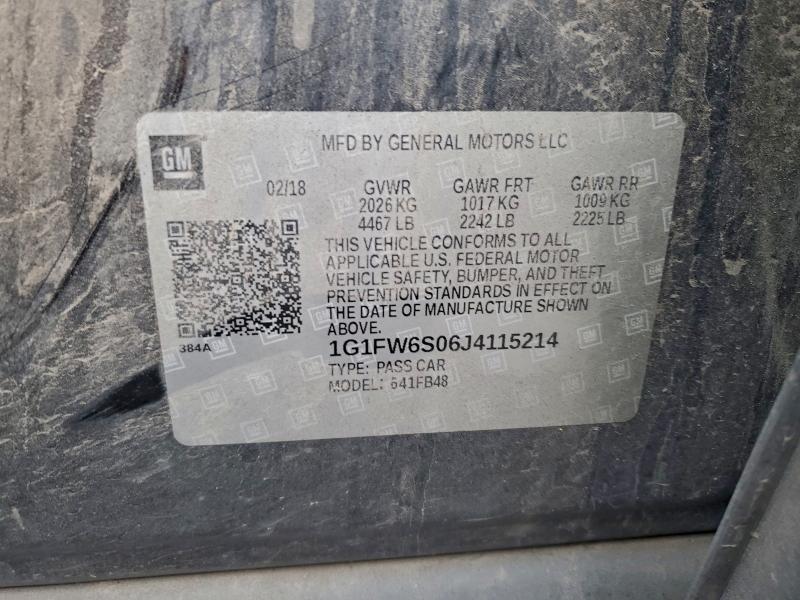 GM
MFD BY GENERAL MOTORS LLC
02/18 GVWR GAWR FRT GAWR RR
2026 KG 1017 KG 1009 KG
4467 LB 2242 LB 2225 LB
THIS VEHICLE CONFORMS TO ALL
APPLICABLE U.S. FEDERAL MOTOR
VEHICLE SAFETY, BUMPER, AND THEFT
PREVENTION STANDARDS IN EFFECT ON
THE DATE OF MANUFACTURE SHOWN
ABOVE.
384A
1G1FW6S06J4115214
TYPE: PASS CAR
MODEL: 641FB48